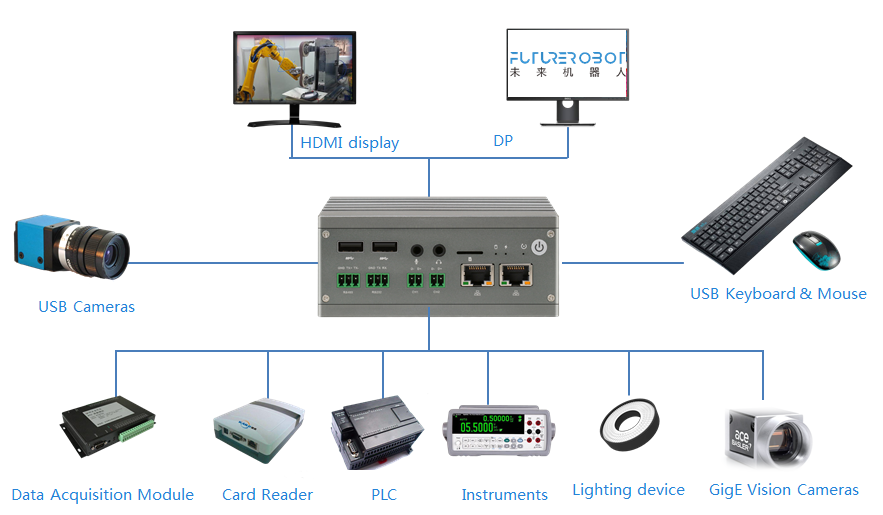 FUTUREROBOT
未来机器人
HDMI display
DP
USB Cameras
USB Keyboard & Mouse
0.50000
05.5000
ace
BASLER
Data Acquisition Module
Card Reader
PLC
Instruments
Lighting device
GigE Vision Cameras